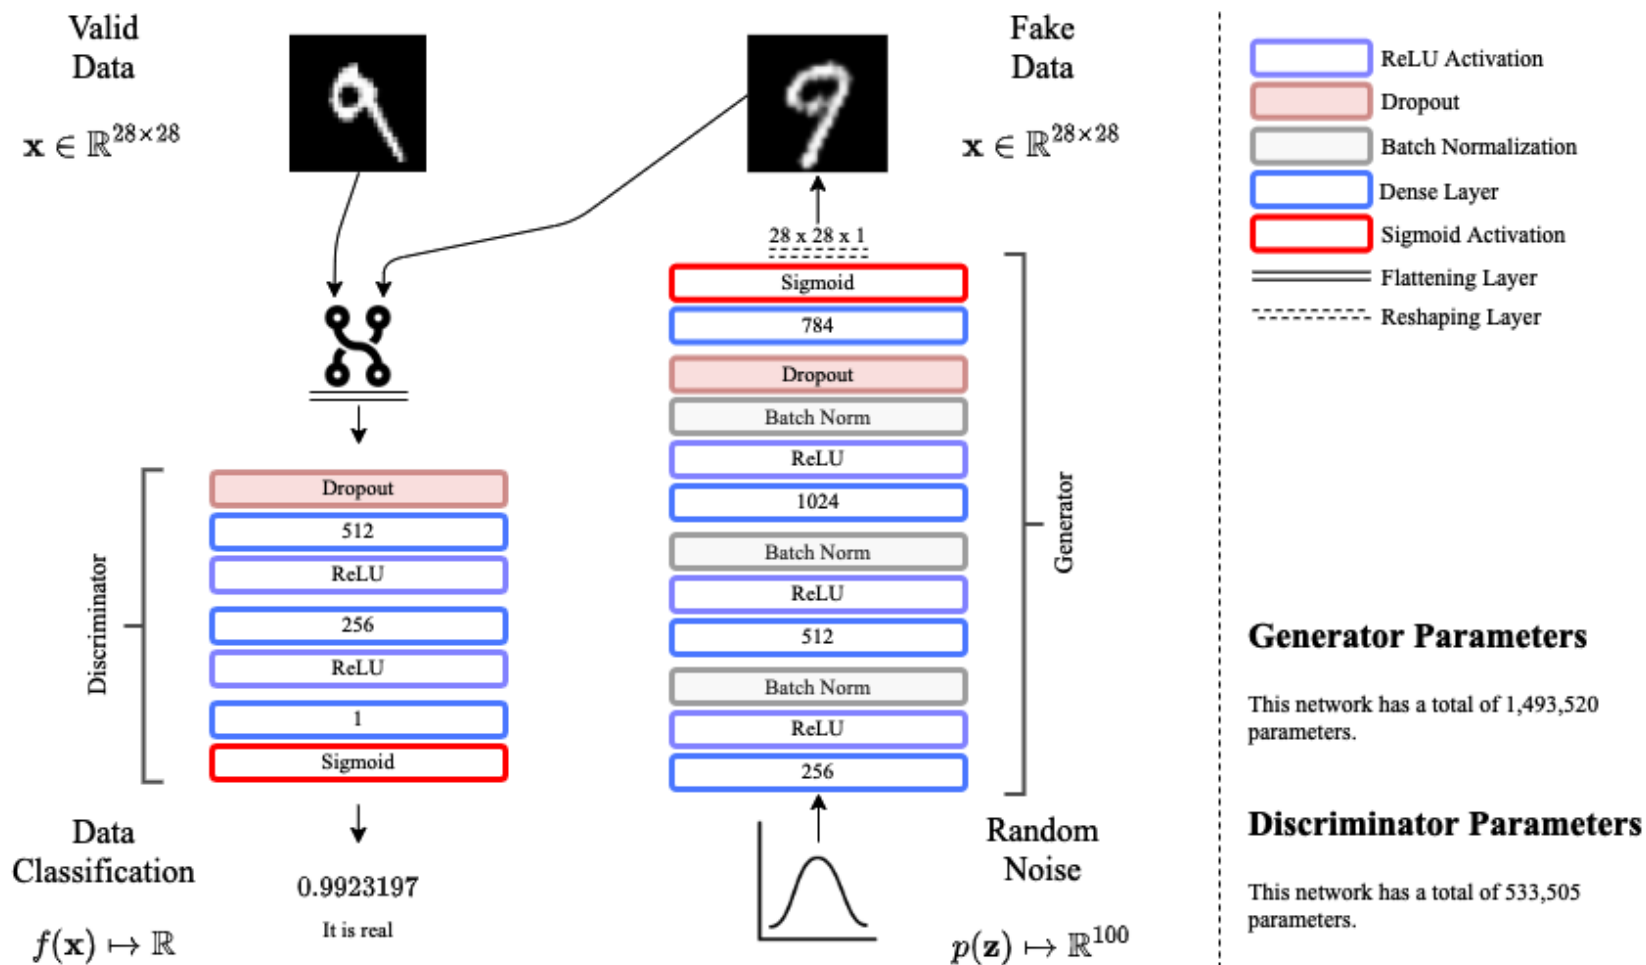 Valid
Data
𝐱 ∈ ℝ^{28×28}
Fake
Data
𝐱 ∈ ℝ^{28×28}
28 x 28 x 1
Sigmoid
784
Dropout
Batch Norm
ReLU
1024
Batch Norm
ReLU
512
Batch Norm
ReLU
256
Generator
Random
Noise
p(𝐳) ↦ ℝ^{100}
Discriminator
Dropout
512
ReLU
256
ReLU
1
Sigmoid
Data
Classification
f(𝐱) ↦ ℝ
0.9923197
It is real
ReLU Activation
Dropout
Batch Normalization
Dense Layer
Sigmoid Activation
Flattening Layer
Reshaping Layer
Generator Parameters
This network has a total of 1,493,520
parameters.
Discriminator Parameters
This network has a total of 533,505
parameters.